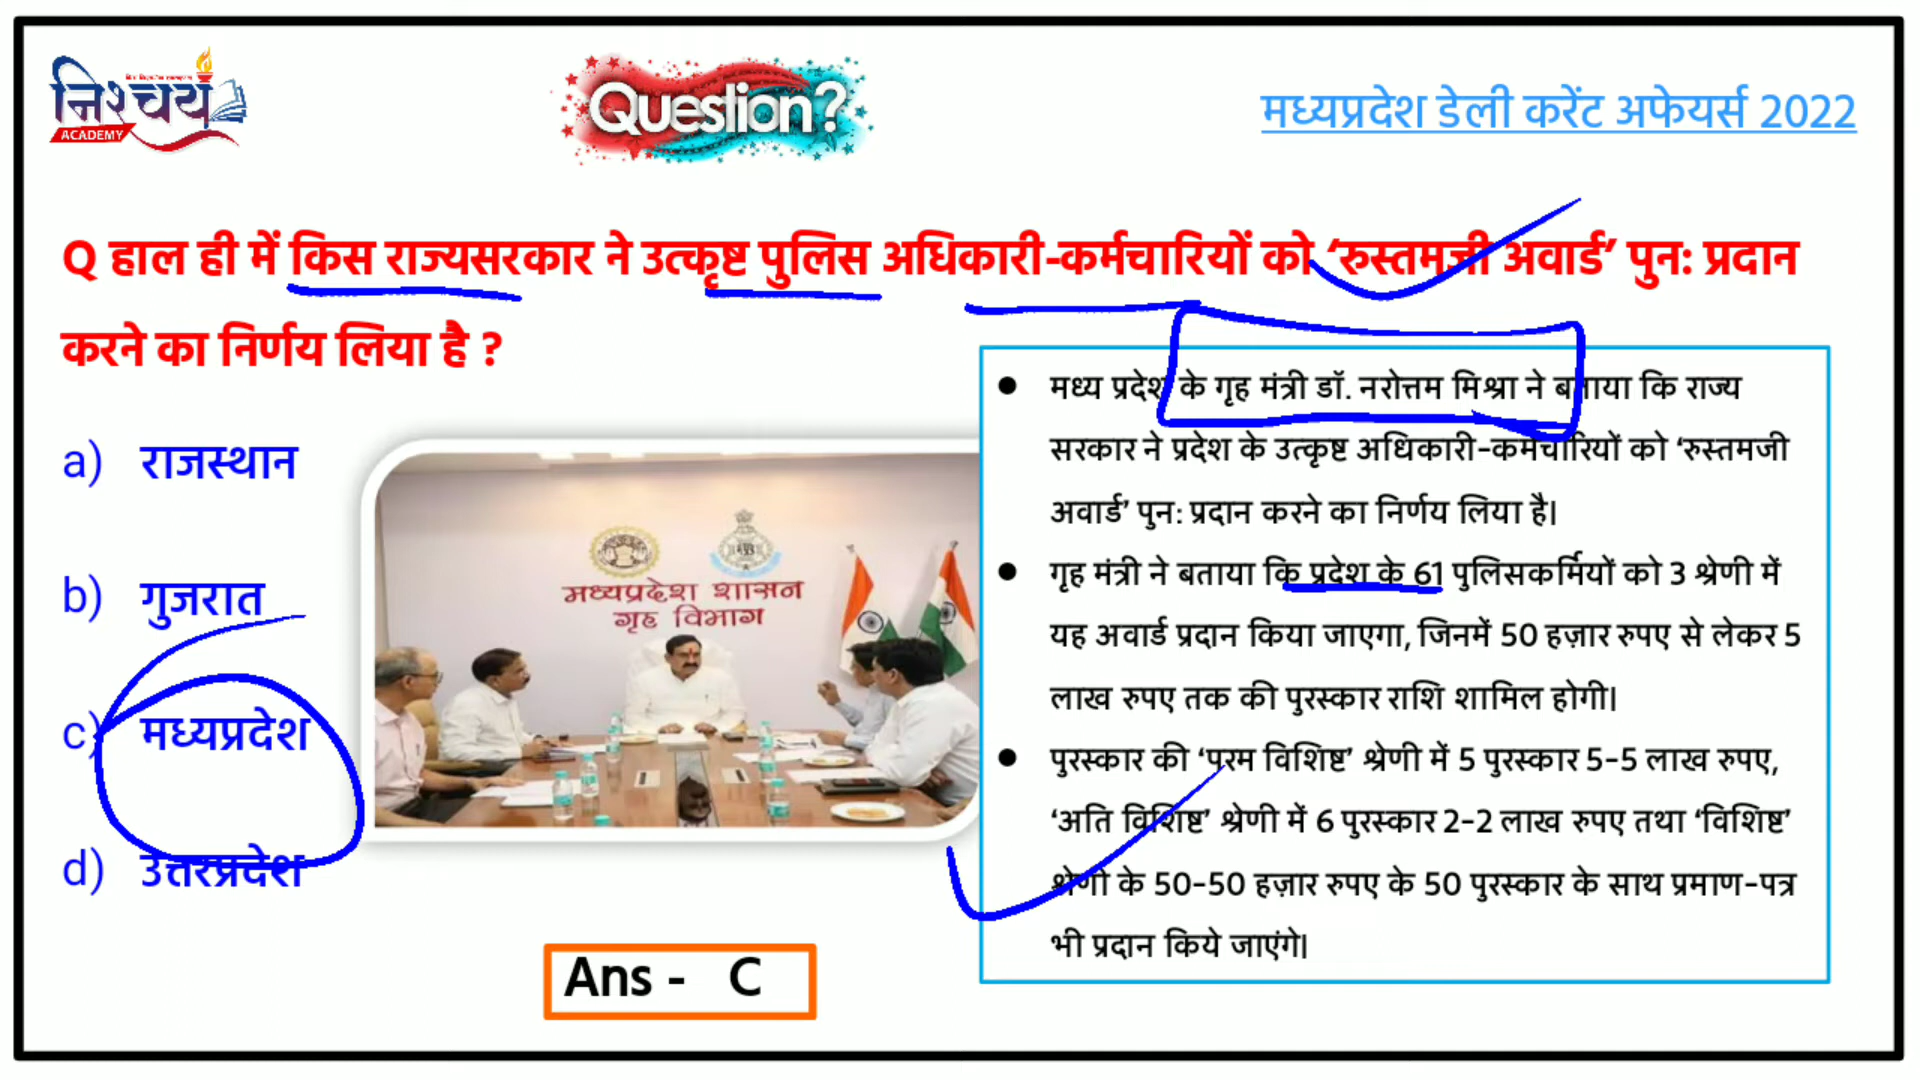 निश्चय
ACADEMY
Question?
मध्यप्रदेश डेली करेंट अफेयर्स 2022
Q हाल ही में किस राज्यसरकार ने उत्कृष्ट पुलिस अधिकारी-कर्मचारियों को ‘रुस्तमजी अवार्ड’ पुन: प्रदान
करने का निर्णय लिया है ?
a) राजस्थान
b) गुजरात
c) मध्यप्रदेश
d) उत्तरप्रदेश
मध्यप्रदेश शासन
गृह विभाग
● मध्य प्रदेश के गृह मंत्री डॉ. नरोत्तम मिश्रा ने बताया कि राज्य
सरकार ने प्रदेश के उत्कृष्ट अधिकारी-कर्मचारियों को ‘रुस्तमजी
अवार्ड’ पुन: प्रदान करने का निर्णय लिया है।
● गृह मंत्री ने बताया कि प्रदेश के 61 पुलिसकर्मियों को 3 श्रेणी में
यह अवार्ड प्रदान किया जाएगा, जिनमें 50 हज़ार रुपए से लेकर 5
लाख रुपए तक की पुरस्कार राशि शामिल होगी।
● पुरस्कार की ‘परम विशिष्ट’ श्रेणी में 5 पुरस्कार 5-5 लाख रुपए,
‘अति विशिष्ट’ श्रेणी में 6 पुरस्कार 2-2 लाख रुपए तथा ‘विशिष्ट’
श्रेणी के 50-50 हज़ार रुपए के 50 पुरस्कार के साथ प्रमाण-पत्र
भी प्रदान किये जाएंगे।
Ans - C